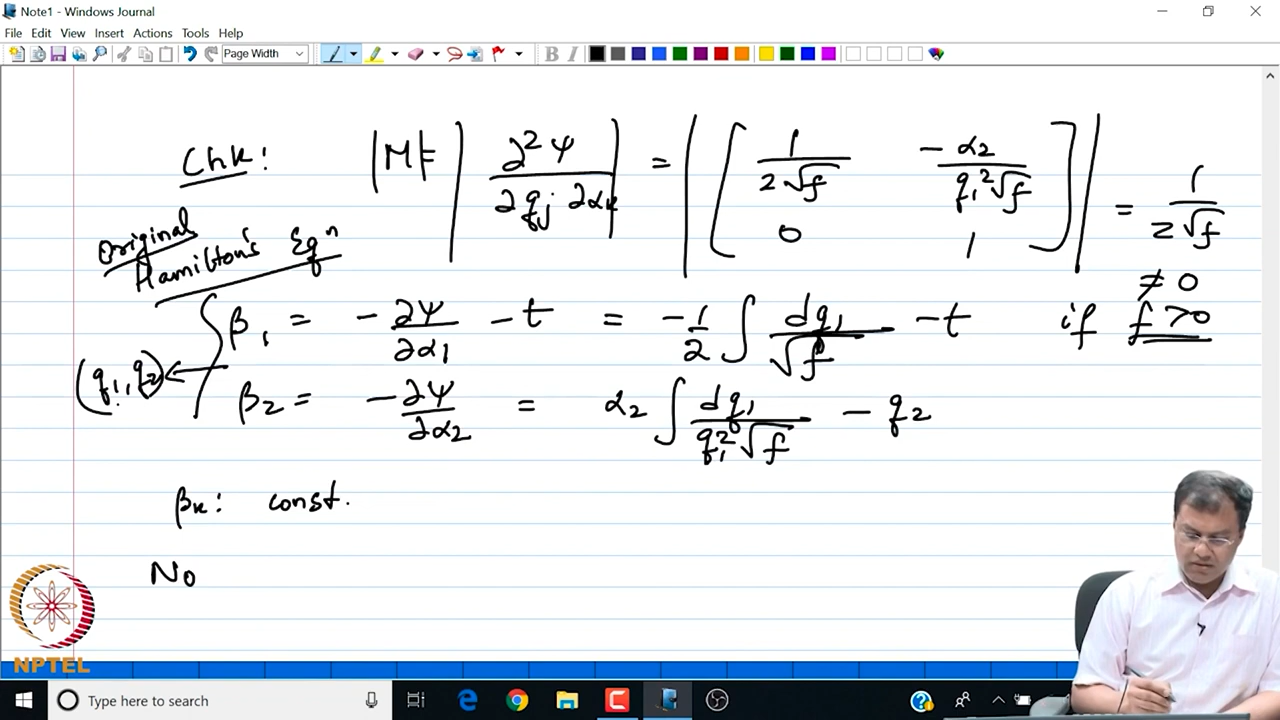 Note1 - Windows Journal
File Edit View Insert Actions Tools Help
Page Width
Chk: |M| = | ∂²ψ / ∂qⱼ ∂αₖ | = | [ 1/(2√f) -α₂/(q₁²√f) ; 0 1 ] | = 1/(2√f)
≠ 0
Original
Hamilton's Eqⁿ
β₁ = -∂ψ/∂α₁ - t = -1/2 ∫ dq₁/√f - t if f > 0
(q₁, q₂) ←
β₂ = -∂ψ/∂α₂ = α₂ ∫ dq₁/(q₁²√f) - q₂
βₖ: const.
No
NPTEL
Type here to search